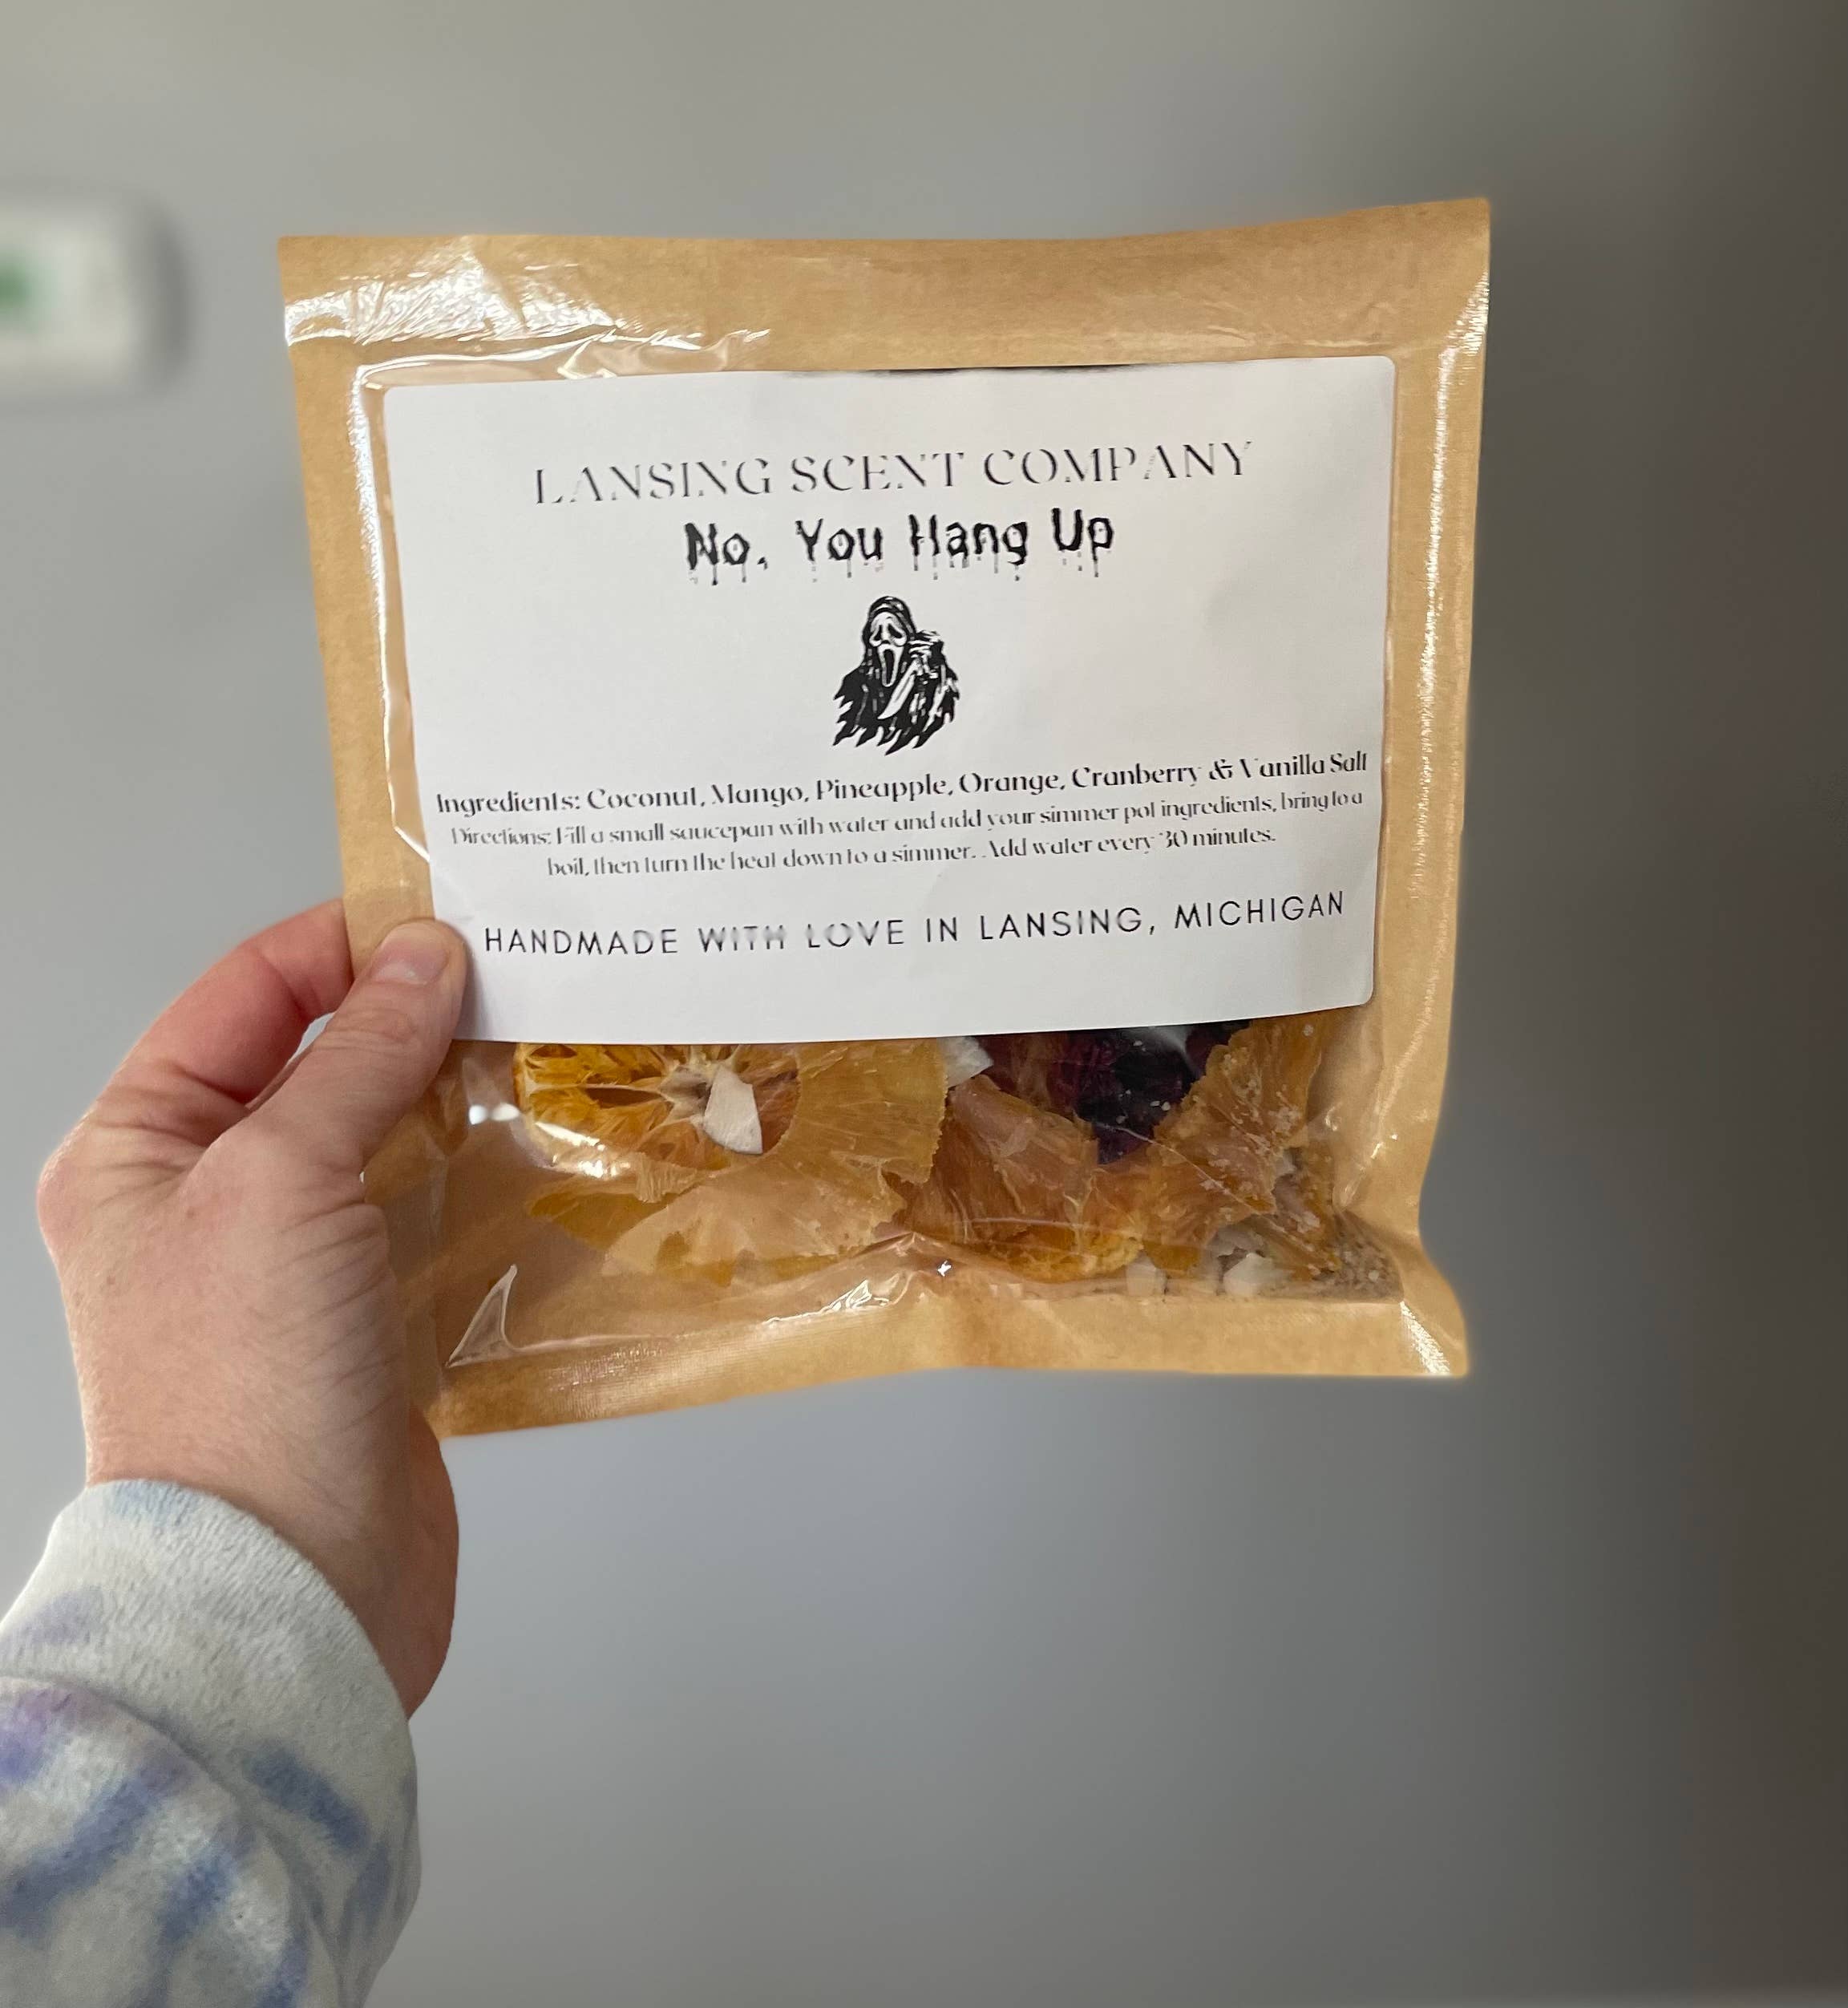 LANSING SCENT COMPANY
No, You Hang Up
Ingredients: Coconut, Mango, Pineapple, Orange, Cranberry & Vanilla Salt
Directions: Fill a small saucepan with water and add your simmer pot ingredients, bring to a
boil, then turn the heat down to a simmer. Add water every 30 minutes.
HANDMADE WITH LOVE IN LANSING, MICHIGAN